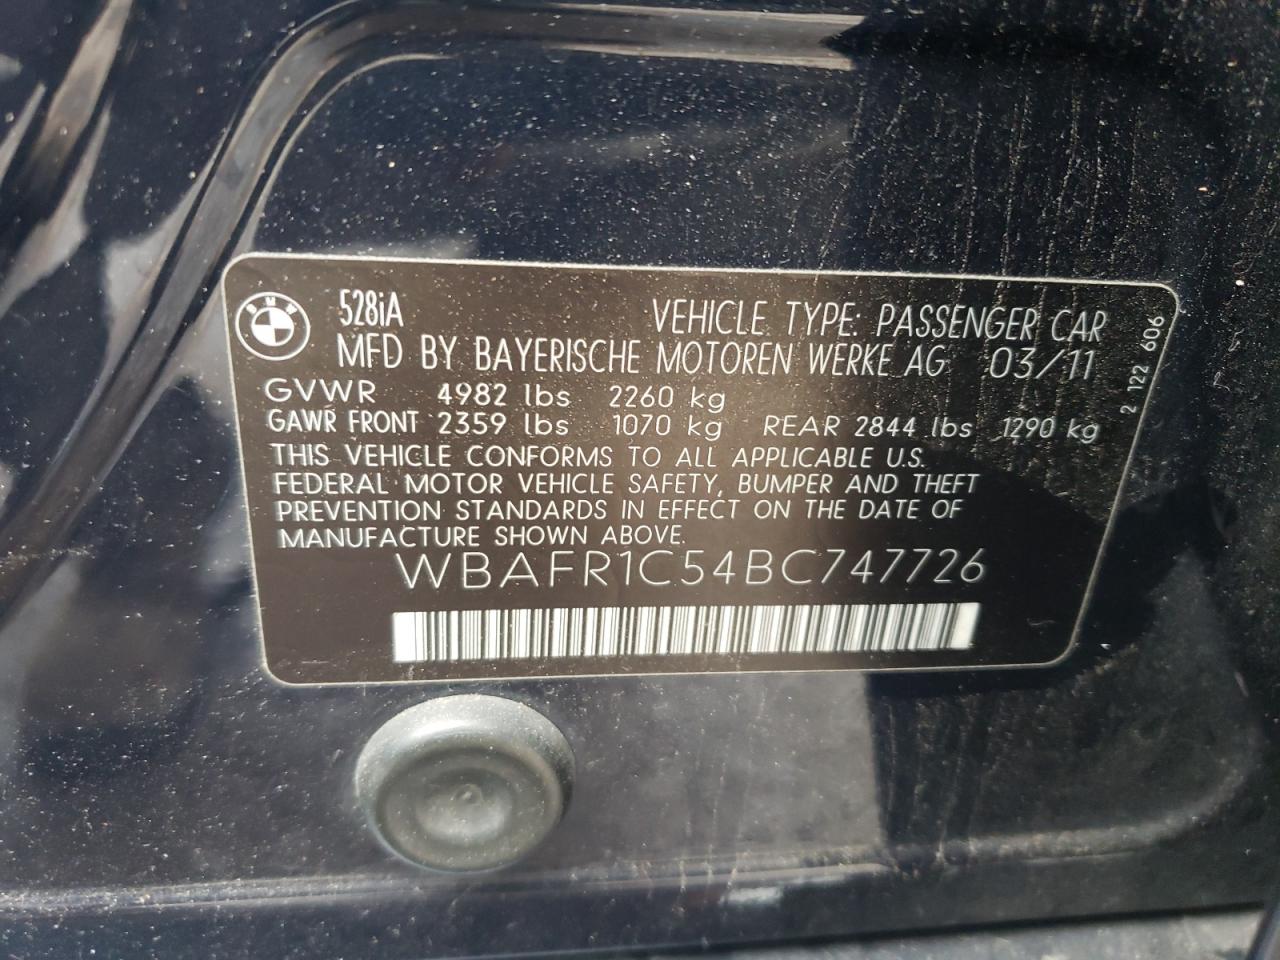 528iA VEHICLE TYPE: PASSENGER CAR
MFD BY BAYERISCHE MOTOREN WERKE AG 03/11
GVWR 4982 lbs 2260 kg
GAWR FRONT 2359 lbs 1070 kg REAR 2844 lbs 1290 kg
THIS VEHICLE CONFORMS TO ALL APPLICABLE U.S.
FEDERAL MOTOR VEHICLE SAFETY, BUMPER AND THEFT
PREVENTION STANDARDS IN EFFECT ON THE DATE OF
MANUFACTURE SHOWN ABOVE.
WBAFR1C54BC747726
2 122 606